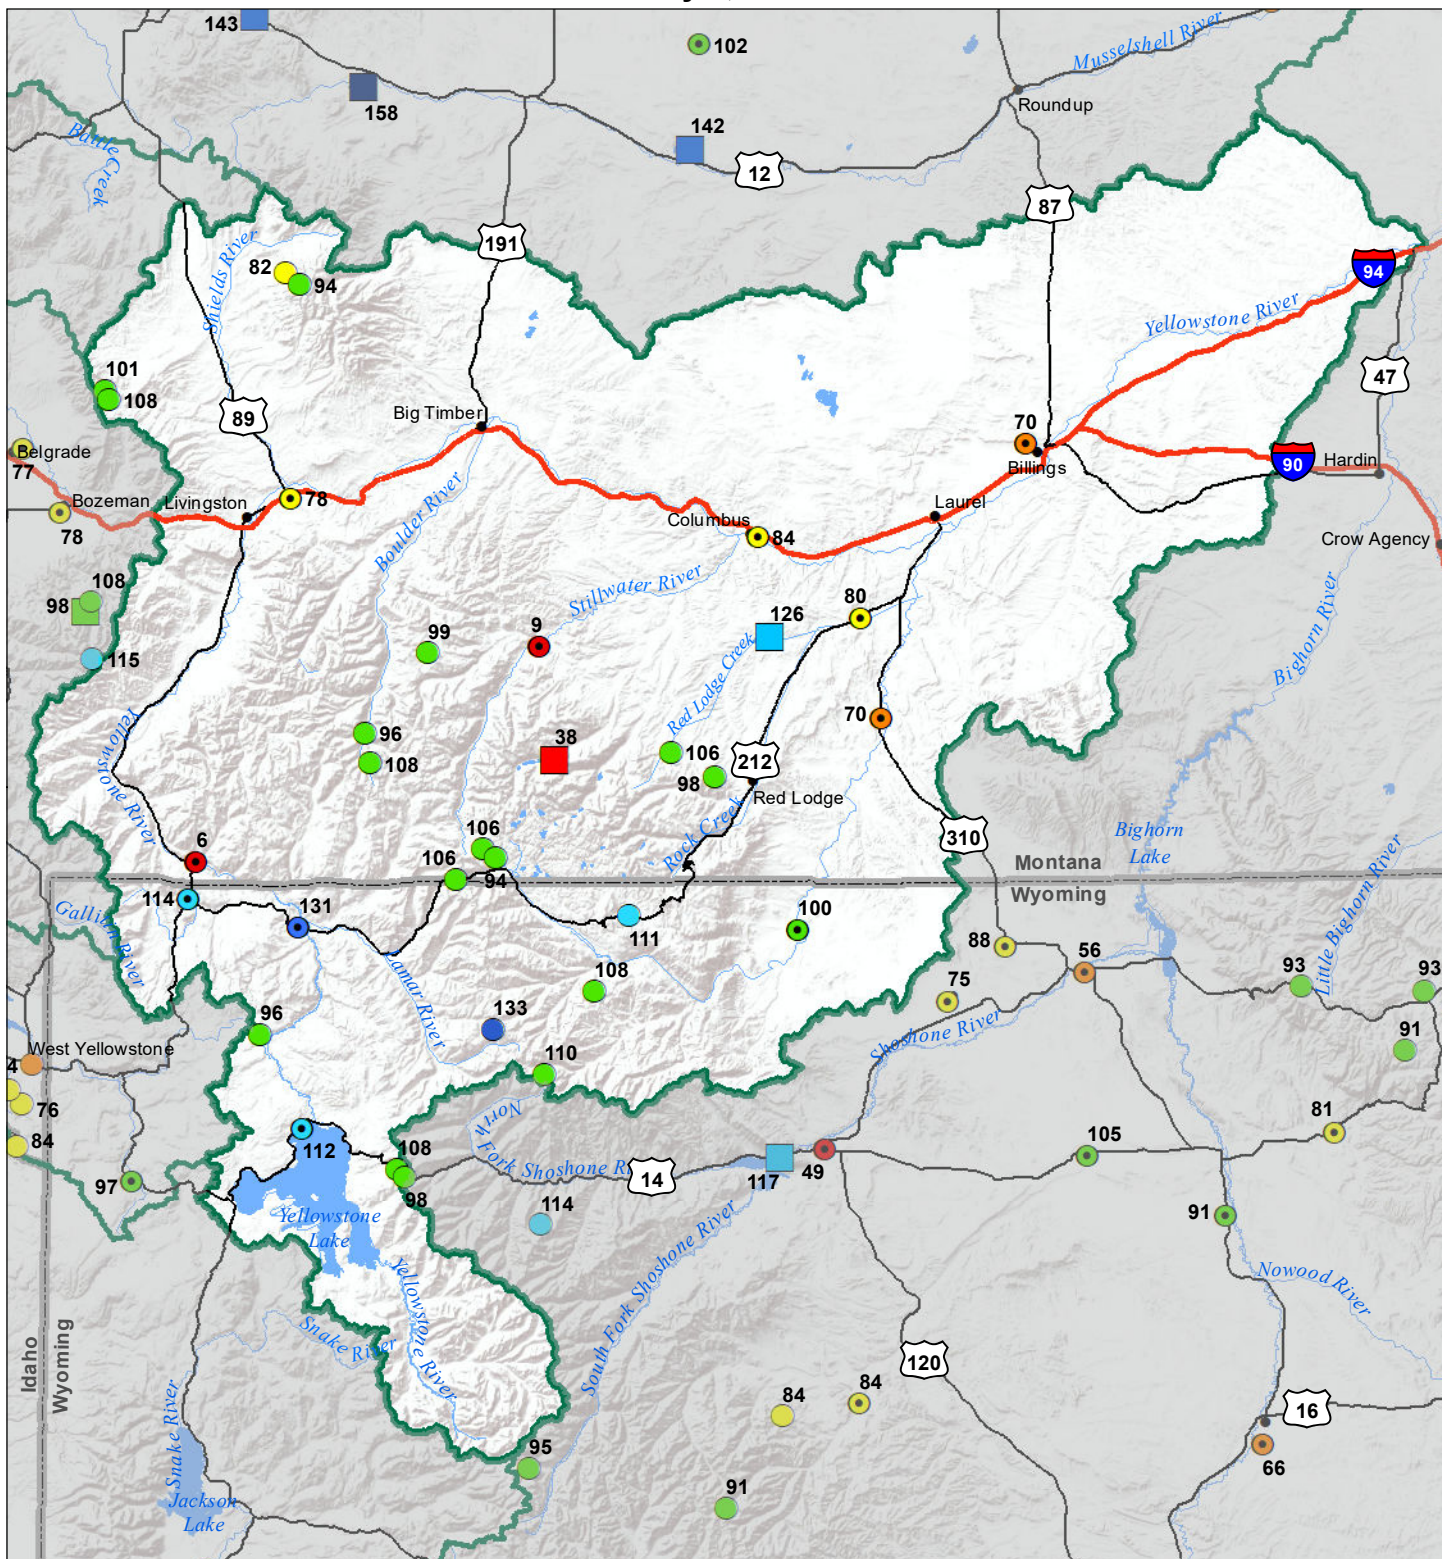 143
102
Musselshell River
158
Roundup
142
12
Battle Creek
87
191
Shields River
82
94
94
Yellowstone River
101
108
89
47
Big Timber
70
Billings
Belgrade
77
90
Hardin
Bozeman
Livingston
78
78
Laurel
Columbus
84
Crow Agency
Boulder River
Stillwater River
108
98
80
126
99
9
115
Red Lodge Creek
Bighorn River
Yellowstone River
70
96
38
106
108
98
212
Red Lodge
Rock Creek
310
Bighorn
Lake
6
106
106
94
Montana
Wyoming
Little Bighorn River
114
Gallatin River
131
111
100
88
56
93
93
75
Lamar River
108
133
Shoshone River
96
91
West Yellowstone
4
110
76
81
84
North Fork Shoshone R
112
108
98
14
117
49
105
97
114
91
Yellowstone
Lake
South Fork Shoshone River
Nowood River
Yellowstone River
Snake River
Idaho
Wyoming
120
84
84
16
Snake River
66
95
91
Jackson
Lake